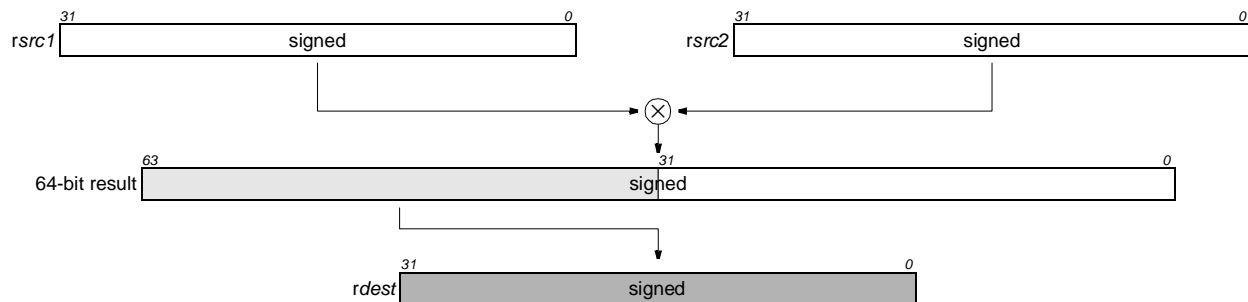 31 0 31 0
rsrc1 signed rsrc2 signed
63 31 0
64-bit result signed
31 0
rdest signed